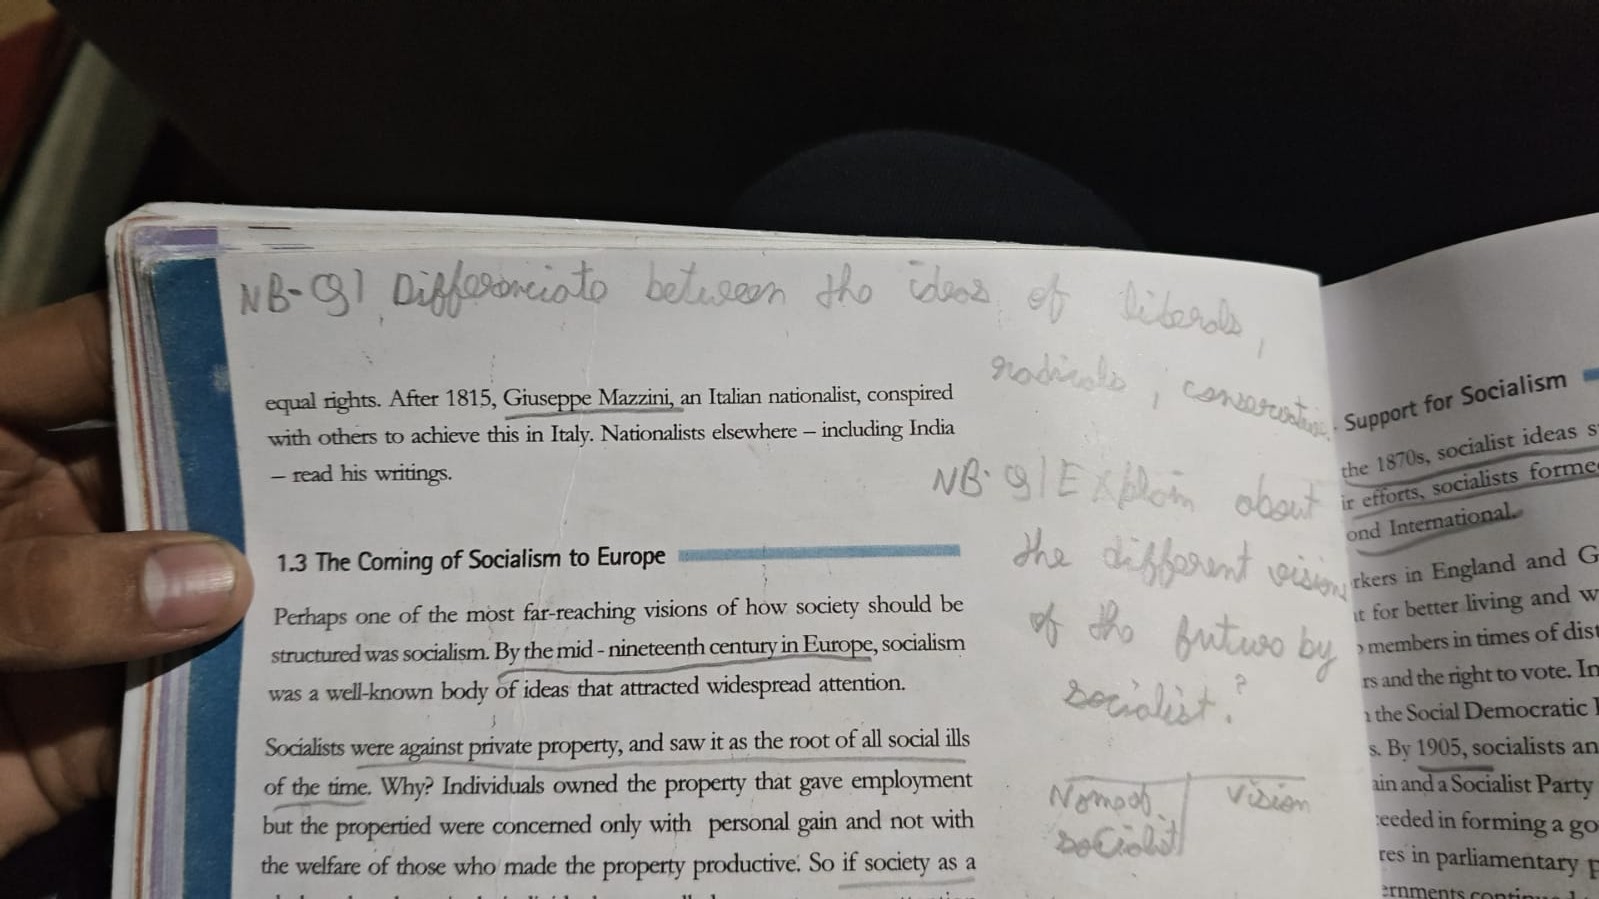 NB-Q1 Differenciate between the ideas of liberals,
radicals, conservatives.
equal rights. After 1815, Giuseppe Mazzini, an Italian nationalist, conspired
with others to achieve this in Italy. Nationalists elsewhere – including India
– read his writings.
NB-Q1 Explain about
the different vision
of the future by
socialist?
Names of socialist
Vision
1.3 The Coming of Socialism to Europe
Perhaps one of the most far-reaching visions of how society should be
structured was socialism. By the mid - nineteenth century in Europe, socialism
was a well-known body of ideas that attracted widespread attention.
Socialists were against private property, and saw it as the root of all social ills
of the time. Why? Individuals owned the property that gave employment
but the propertied were concerned only with personal gain and not with
the welfare of those who made the property productive. So if society as a
Support for Socialism
the 1870s, socialist ideas
ir efforts, socialists forme
ond International.
rkers in England and G
t for better living and w
members in times of dist
rs and the right to vote. In
the Social Democratic
s. By 1905, socialists an
ain and a Socialist Party
eeded in forming a go
res in parliamentary